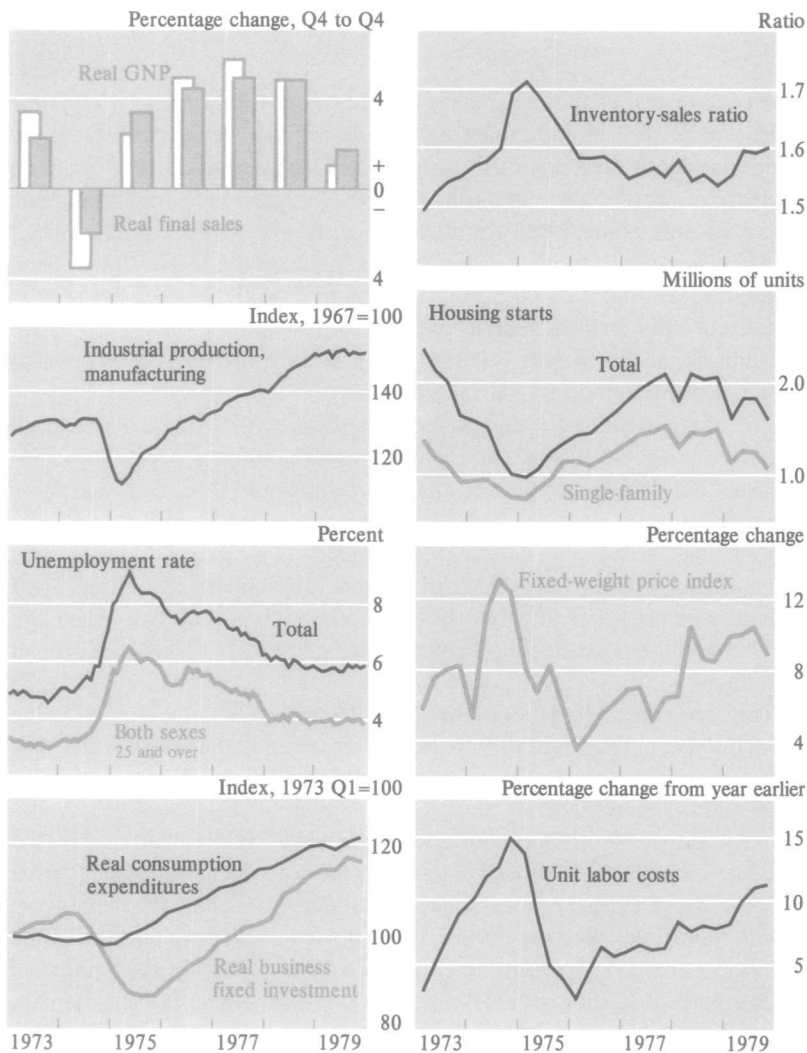 Percentage change, Q4 to Q4
Real GNP
4
+
0
−
Real final sales
4
Index, 1967=100
Industrial production,
manufacturing
140
120
Percent
Unemployment rate
8
Total
6
Both sexes
25 and over
4
Index, 1973 Q1=100
120
Real consumption
expenditures
100
Real business
fixed investment
80
1973 1975 1977 1979
Ratio
1.7
Inventory-sales ratio
1.6
1.5
Millions of units
Housing starts
Total
2.0
1.0
Single-family
Percentage change
Fixed-weight price index
12
8
4
Percentage change from year earlier
15
Unit labor costs
10
5
1973 1975 1977 1979